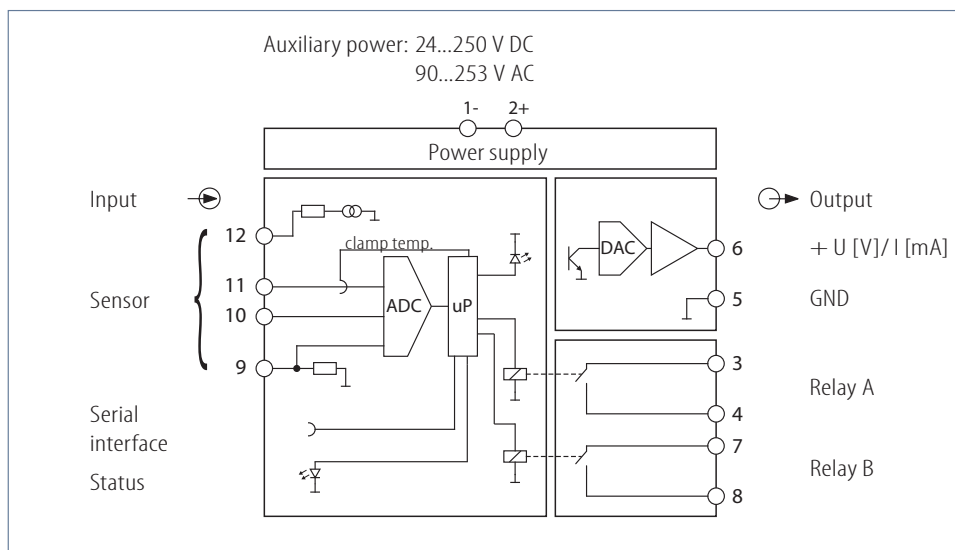 Auxiliary power: 24...250 V DC
90...253 V AC
1- 2+
Power supply
Input
Output
12
clamp temp.
DAC
6
+ U [V]/ I [mA]
11
Sensor
ADC
uP
5
GND
10
9
3
Relay A
4
Serial
interface
7
Relay B
Status
8